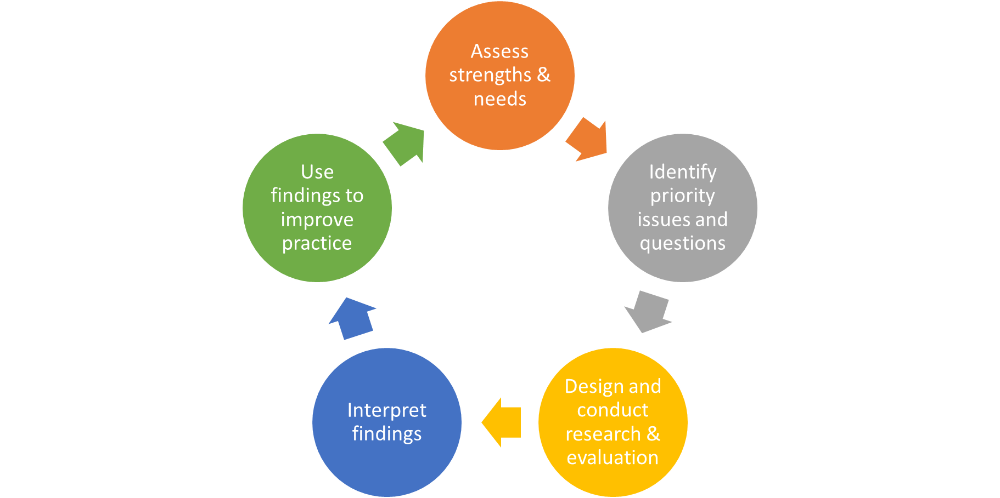 Assess
strengths &
needs
Identify
priority
issues and
questions
Design and
conduct
research &
evaluation
Interpret
findings
Use
findings to
improve
practice